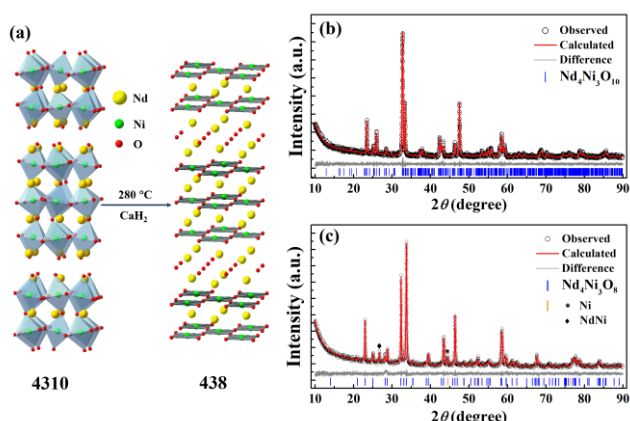 (a)
Nd
Ni
O
280 °C
CaH₂
4310
438
(b)
Observed
Calculated
Difference
Nd₄Ni₃O₁₀
Intensity (a.u.)
10 20 30 40 50 60 70 80 90
2θ (degree)
(c)
Observed
Calculated
Difference
Nd₄Ni₃O₈
Ni
NdNi
Intensity (a.u.)
10 20 30 40 50 60 70 80 90
2θ (degree)